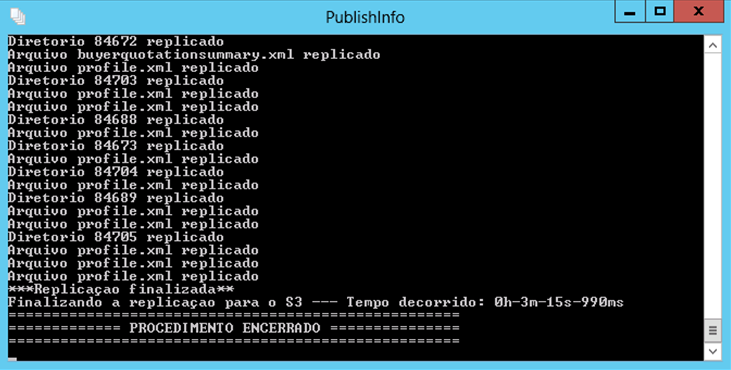 PublishInfo
Diretorio 84672 replicado
Arquivo buyerquotationsummary.xml replicado
Arquivo profile.xml replicado
Diretorio 84703 replicado
Arquivo profile.xml replicado
Arquivo profile.xml replicado
Diretorio 84688 replicado
Arquivo profile.xml replicado
Diretorio 84673 replicado
Arquivo profile.xml replicado
Diretorio 84704 replicado
Arquivo profile.xml replicado
Diretorio 84689 replicado
Arquivo profile.xml replicado
Arquivo profile.xml replicado
Diretorio 84705 replicado
Arquivo profile.xml replicado
Arquivo profile.xml replicado
Arquivo profile.xml replicado
***Replicaçao finalizada**
Finalizando a replicaçao para o S3 --- Tempo decorrido: 0h-3m-15s-990ms
====================================================
============= PROCEDIMENTO ENCERRADO ===============
====================================================